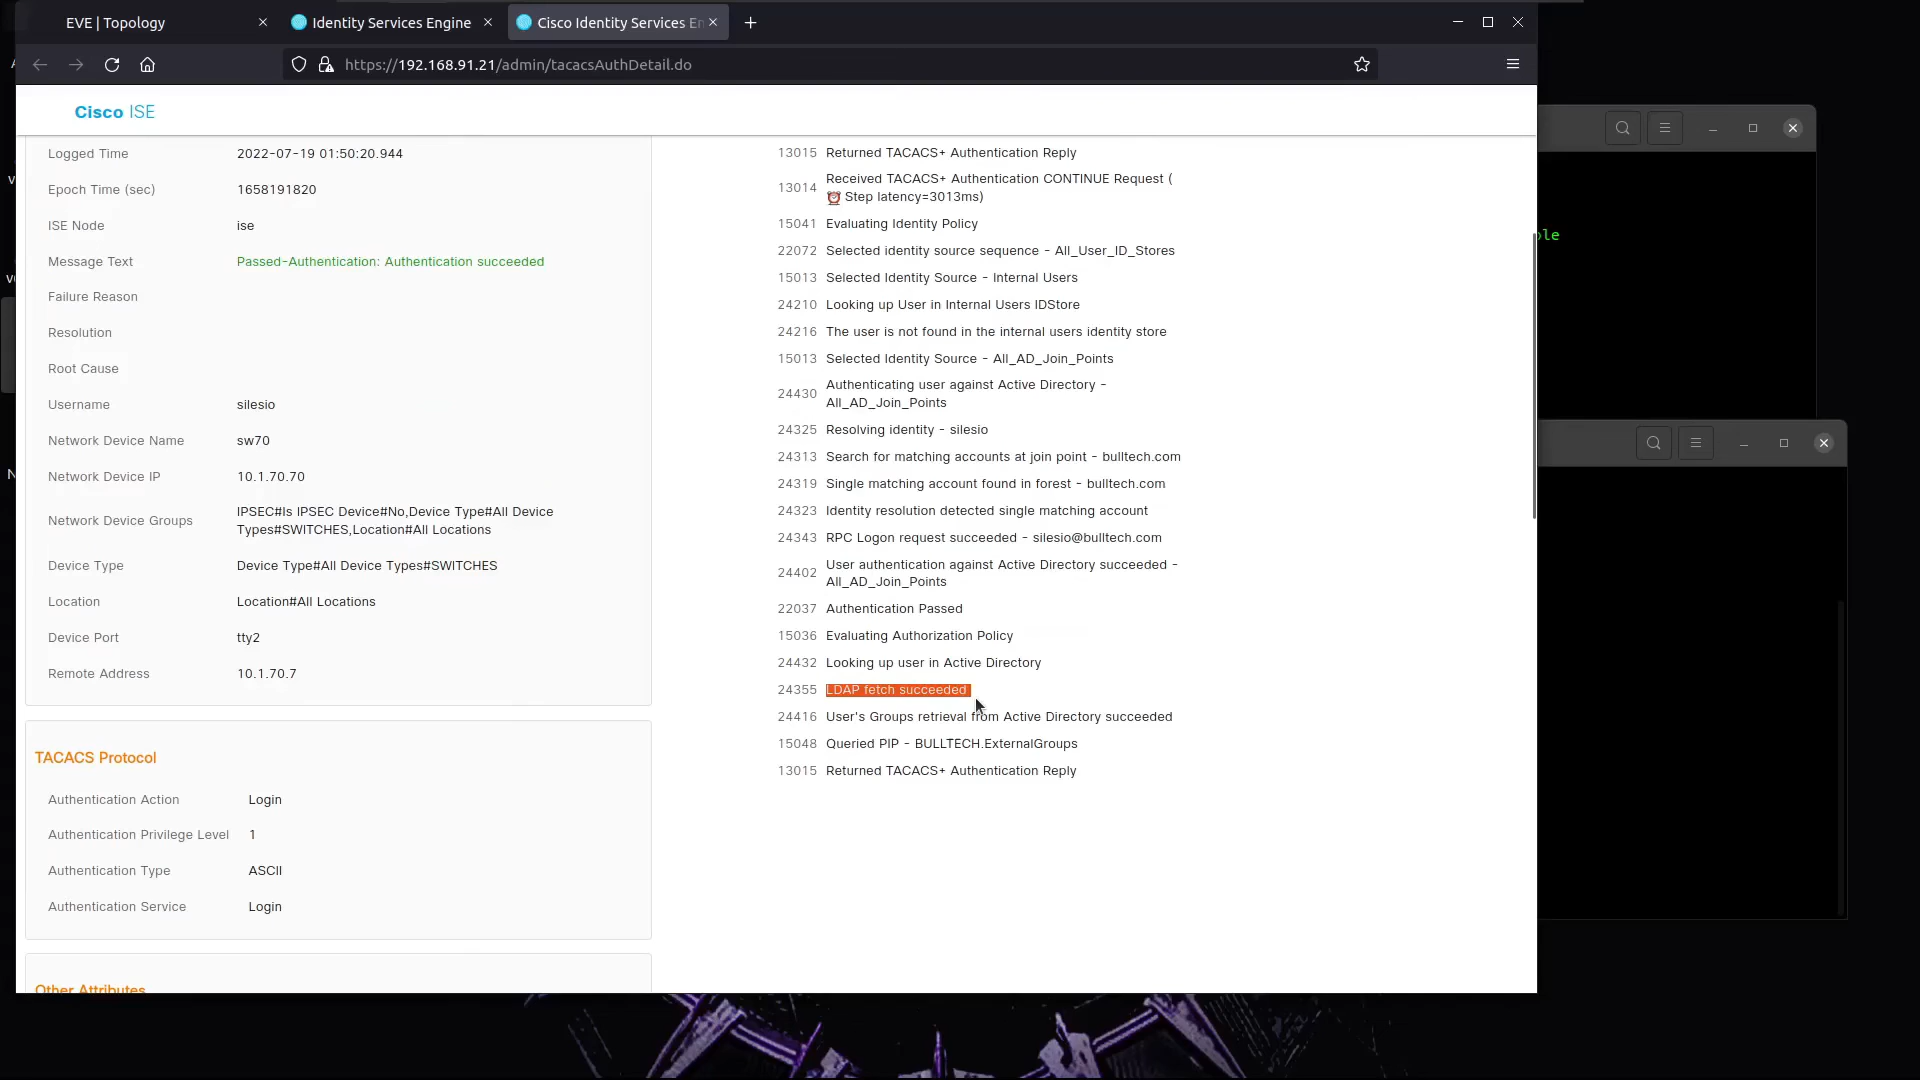 EVE | Topology
Identity Services Engine
Cisco Identity Services En
https://192.168.91.21/admin/tacacsAuthDetail.do
Cisco ISE
Logged Time 2022-07-19 01:50:20.944
Epoch Time (sec) 1658191820
ISE Node ise
Message Text Passed-Authentication: Authentication succeeded
Failure Reason
Resolution
Root Cause
Username silesio
Network Device Name sw70
Network Device IP 10.1.70.70
Network Device Groups IPSEC#Is IPSEC Device#No,Device Type#All Device
Types#SWITCHES,Location#All Locations
Device Type Device Type#All Device Types#SWITCHES
Location Location#All Locations
Device Port tty2
Remote Address 10.1.70.7
TACACS Protocol
Authentication Action Login
Authentication Privilege Level 1
Authentication Type ASCII
Authentication Service Login
Other Attributes
13015 Returned TACACS+ Authentication Reply
13014 Received TACACS+ Authentication CONTINUE Request (
⏰ Step latency=3013ms)
15041 Evaluating Identity Policy
22072 Selected identity source sequence - All_User_ID_Stores
15013 Selected Identity Source - Internal Users
24210 Looking up User in Internal Users IDStore
24216 The user is not found in the internal users identity store
15013 Selected Identity Source - All_AD_Join_Points
24430 Authenticating user against Active Directory -
All_AD_Join_Points
24325 Resolving identity - silesio
24313 Search for matching accounts at join point - bulltech.com
24319 Single matching account found in forest - bulltech.com
24323 Identity resolution detected single matching account
24343 RPC Logon request succeeded - silesio@bulltech.com
24402 User authentication against Active Directory succeeded -
All_AD_Join_Points
22037 Authentication Passed
15036 Evaluating Authorization Policy
24432 Looking up user in Active Directory
24355 LDAP fetch succeeded
24416 User's Groups retrieval from Active Directory succeeded
15048 Queried PIP - BULLTECH.ExternalGroups
13015 Returned TACACS+ Authentication Reply